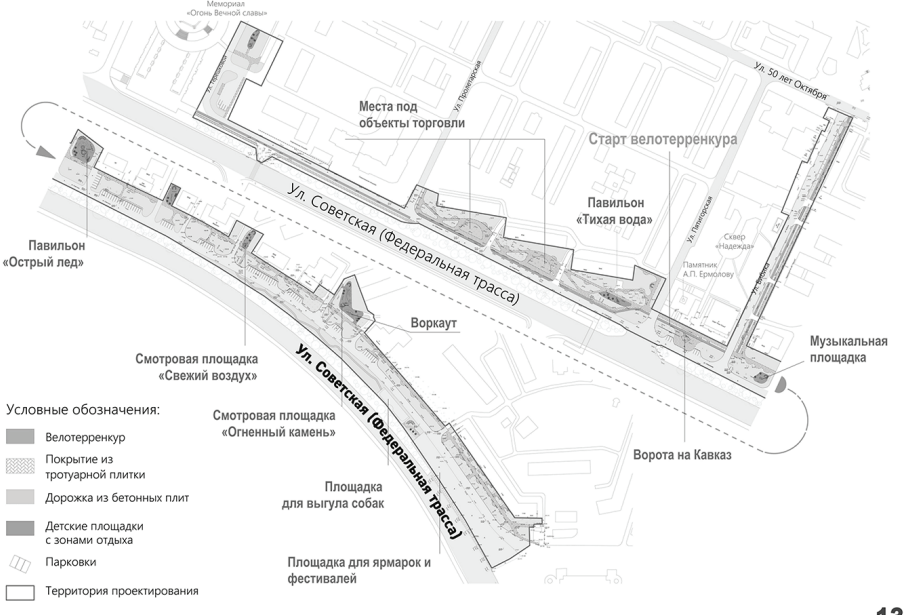 Мемориал
«Огонь Вечной славы»
ул. Пролетарская
Ул. 50 лет Октября
Места под
объекты торговли
Старт велотерренкура
Ул. Советская (Федеральная трасса)
Павильон
«Тихая вода»
ул. Пятигорская
Сквер
«Надежда»
Памятник
А.П. Ермолову
Павильон
«Острый лед»
Воркаут
Музыкальная
площадка
Смотровая площадка
«Свежий воздух»
Ул. Советская (Федеральная трасса)
Смотровая площадка
«Огненный камень»
Ворота на Кавказ
Площадка
для выгула собак
Площадка для ярмарок и
фестивалей
Условные обозначения:
Велотерренкур
Покрытие из
тротуарной плитки
Дорожка из бетонных плит
Детские площадки
с зонами отдыха
Парковки
Территория проектирования